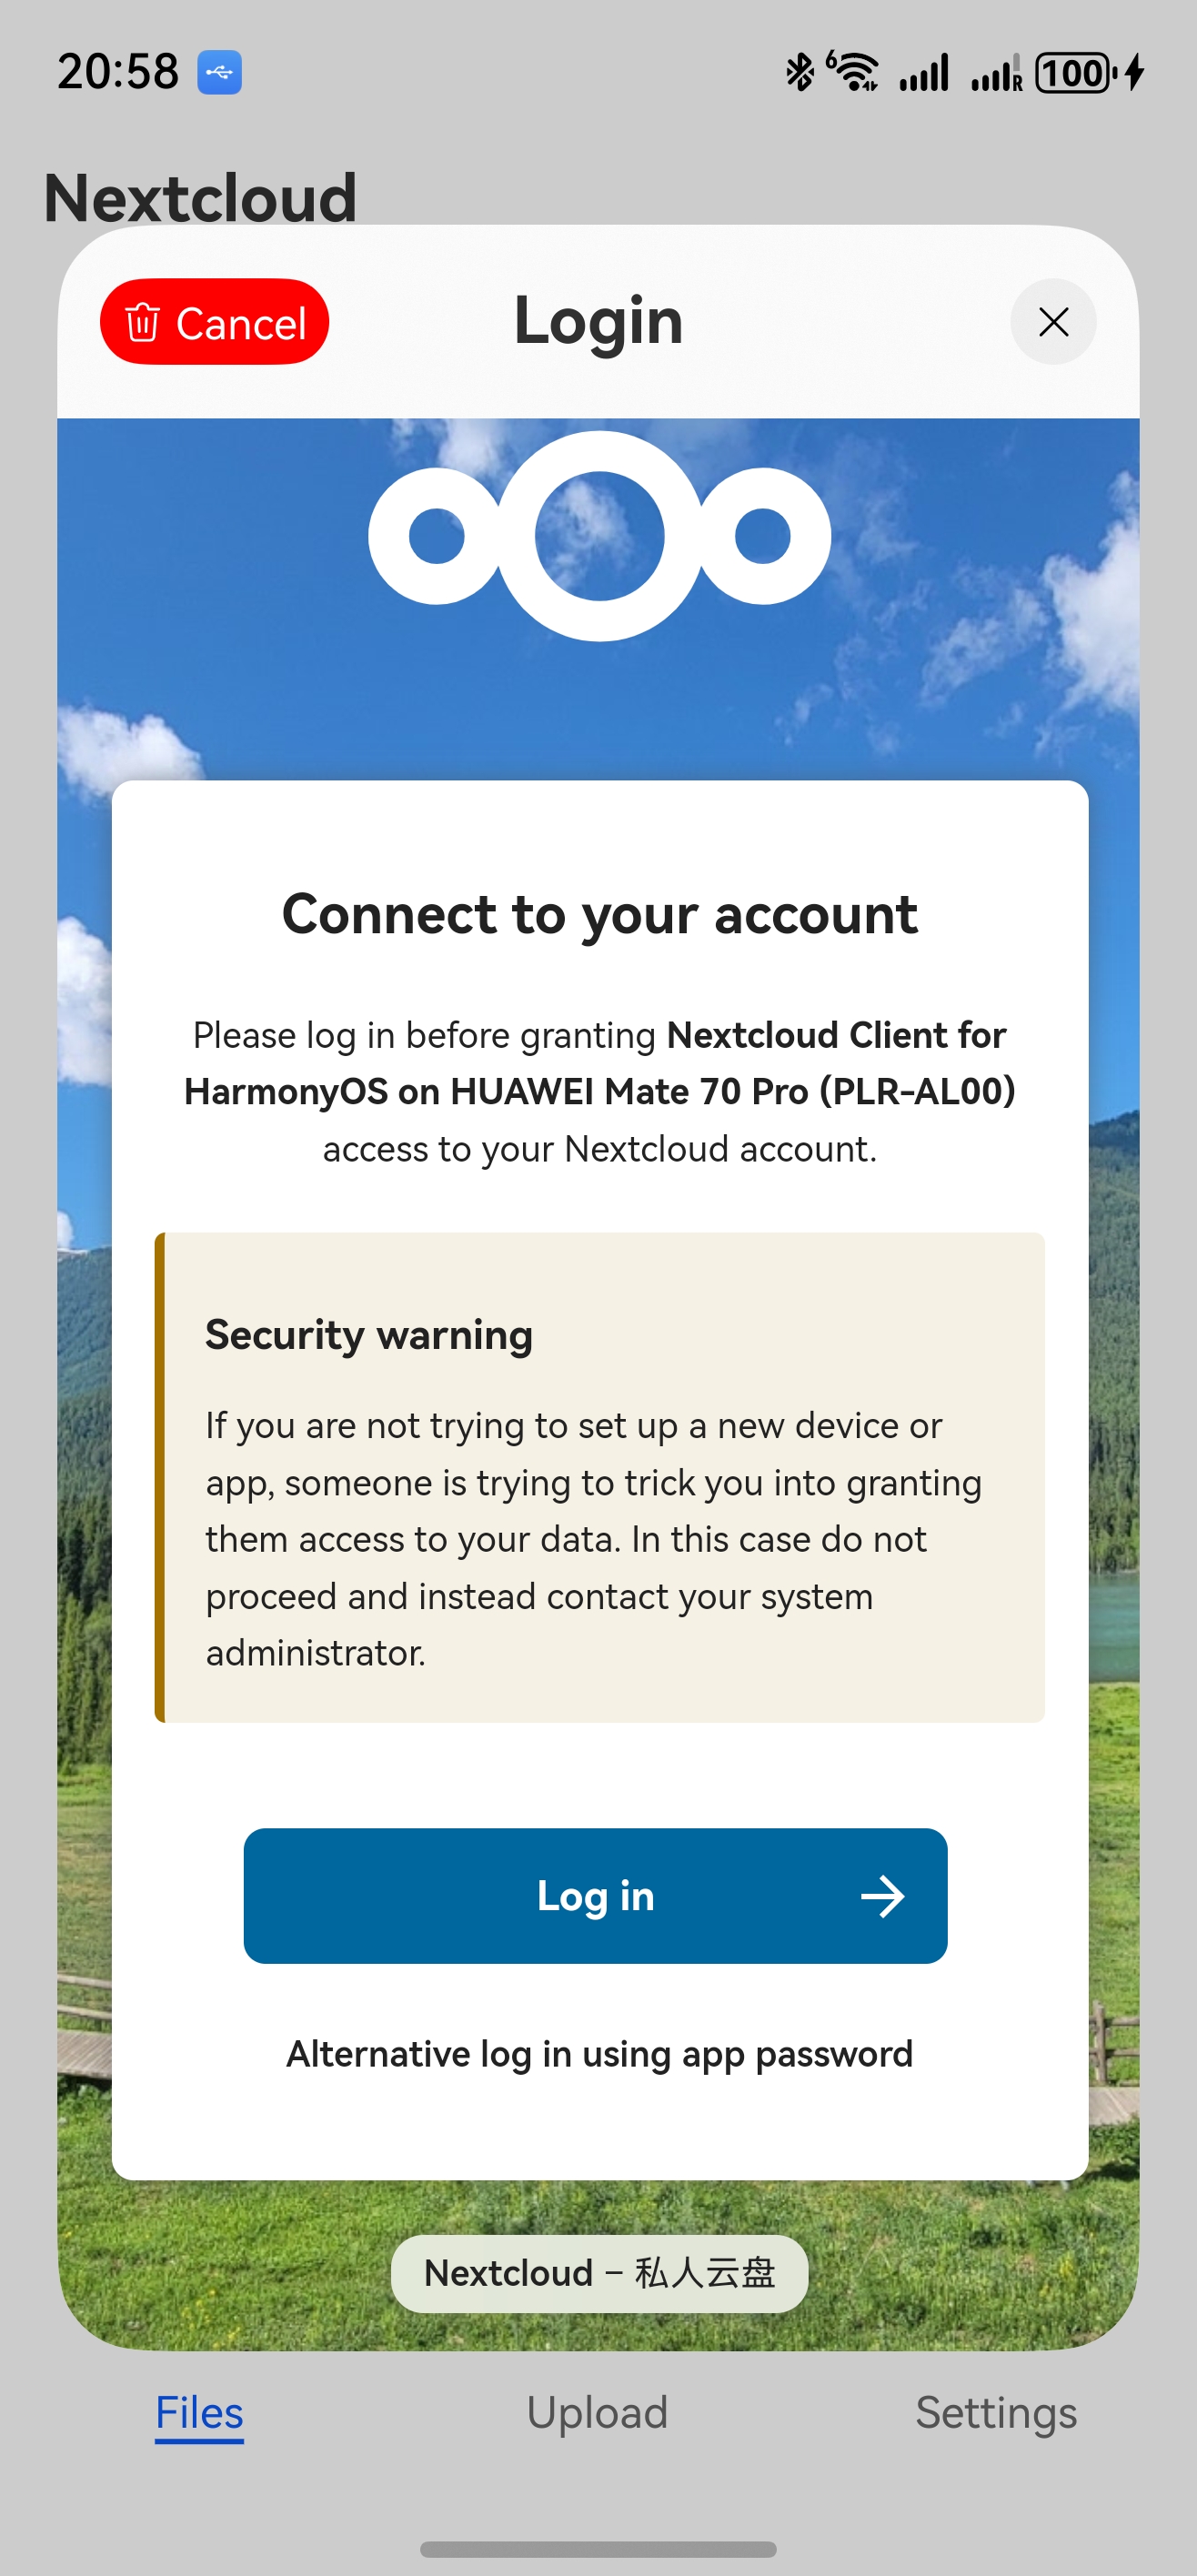 20:58
6
R
100
Nextcloud
Cancel
Login
Connect to your account
Please log in before granting Nextcloud Client for
HarmonyOS on HUAWEI Mate 70 Pro (PLR-AL00)
access to your Nextcloud account.
Security warning
If you are not trying to set up a new device or
app, someone is trying to trick you into granting
them access to your data. In this case do not
proceed and instead contact your system
administrator.
Log in
Alternative log in using app password
Nextcloud – 私人云盘
Files
Upload
Settings